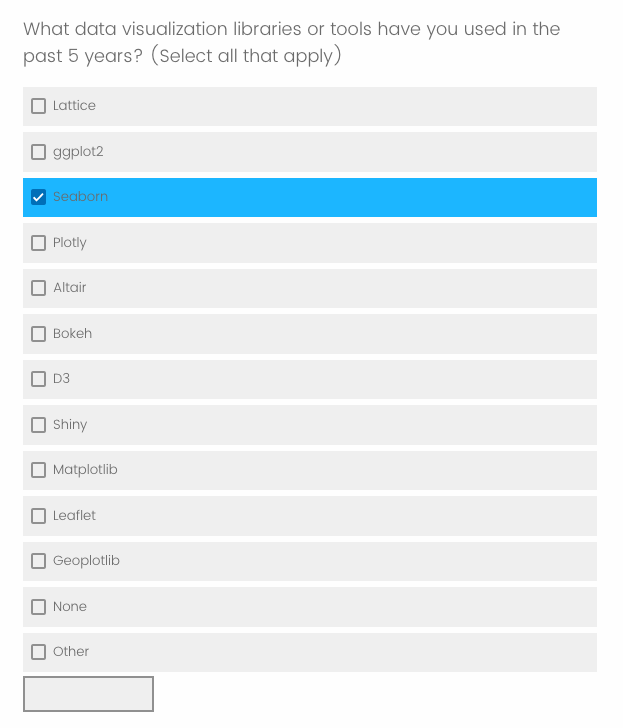 What data visualization libraries or tools have you used in the
past 5 years? (Select all that apply)
Lattice
ggplot2
Seaborn
Plotly
Altair
Bokeh
D3
Shiny
Matplotlib
Leaflet
Geoplotlib
None
Other